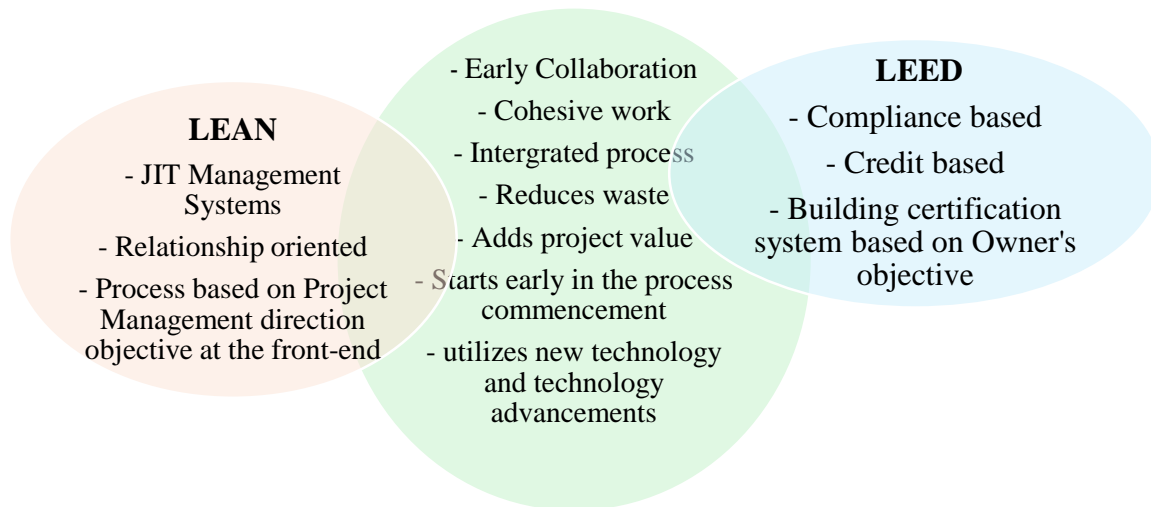 LEAN
- JIT Management
Systems
- Relationship oriented
- Process based on Project
Management direction
objective at the front-end
- Early Collaboration
- Cohesive work
- Intergrated process
- Reduces waste
- Adds project value
- Starts early in the process
commencement
- utilizes new technology
and technology
advancements
LEED
- Compliance based
- Credit based
- Building certification
system based on Owner's
objective